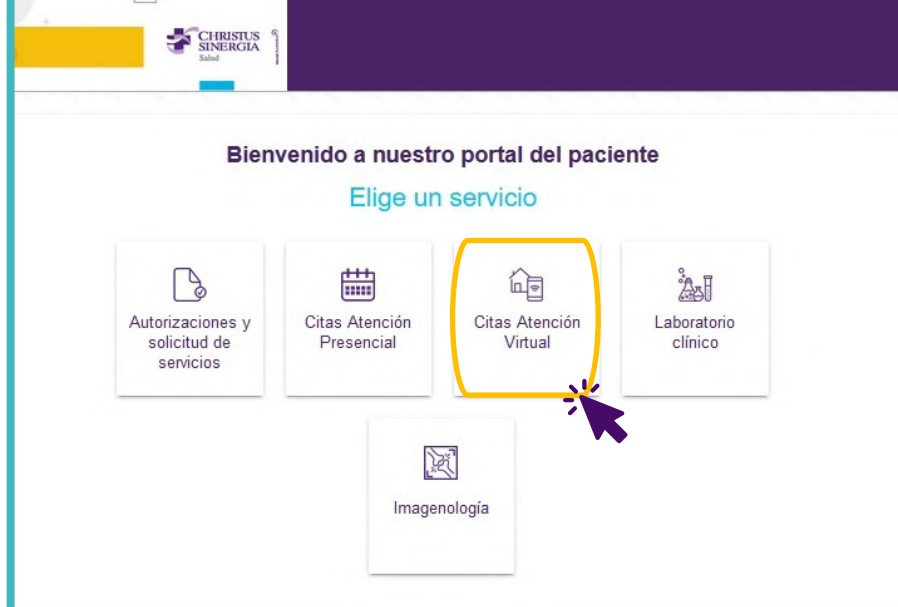 CHRISTUS
SINERGIA
Salud
Bienvenido a nuestro portal del paciente
Elige un servicio
Autorizaciones y
solicitud de
servicios
Citas Atención
Presencial
Citas Atención
Virtual
Laboratorio
clínico
Imagenología